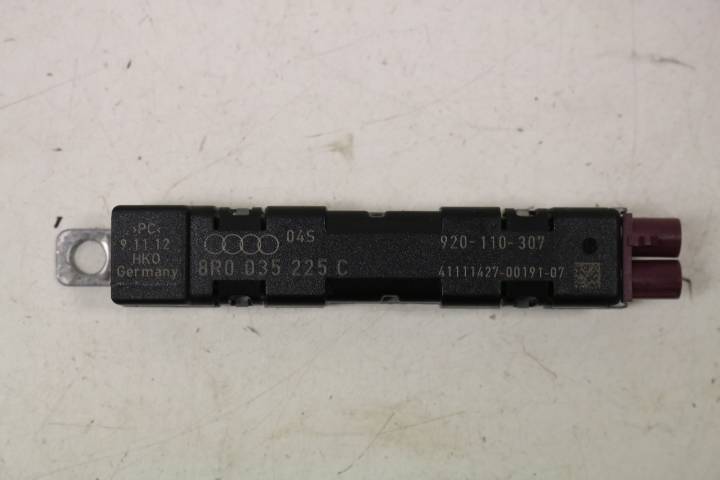 >PC<
9.11.12
HKO
Germany
04S
8R0 035 225 C
920-110-307
41111427-00191-07